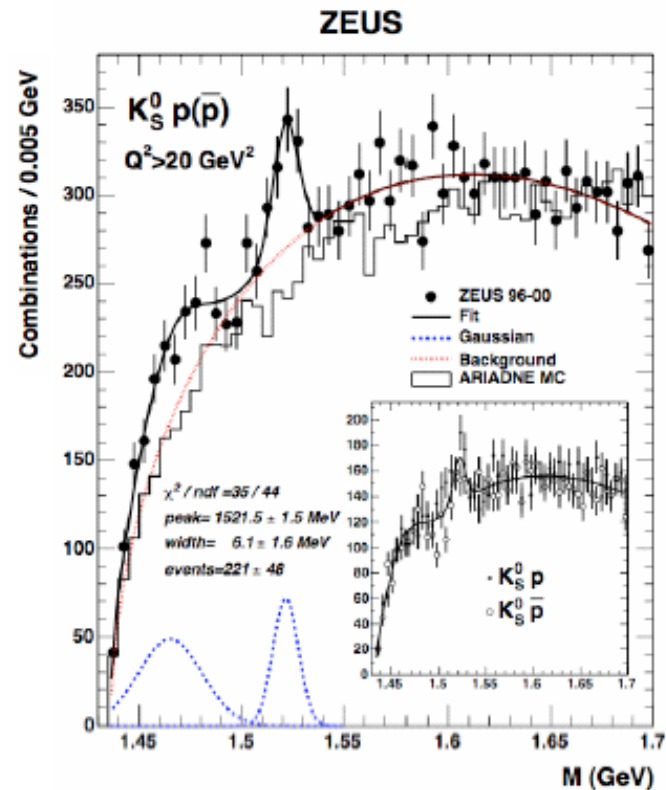 ZEUS
Combinations / 0.005 GeV
350
300
250
200
150
100
50
0
K⁰_S p(p̄)
Q²>20 GeV²
ZEUS 96-00
Fit
Gaussian
Background
ARIADNE MC
χ² / ndf =35 / 44
peak= 1521.5 ± 1.5 MeV
width= 6.1 ± 1.6 MeV
events=221 ± 48
200
180
160
140
120
100
80
60
40
20
0
K⁰_S p
K⁰_S p̄
1.45 1.5 1.55 1.6 1.65 1.7
1.45 1.5 1.55 1.6 1.65 1.7
M (GeV)